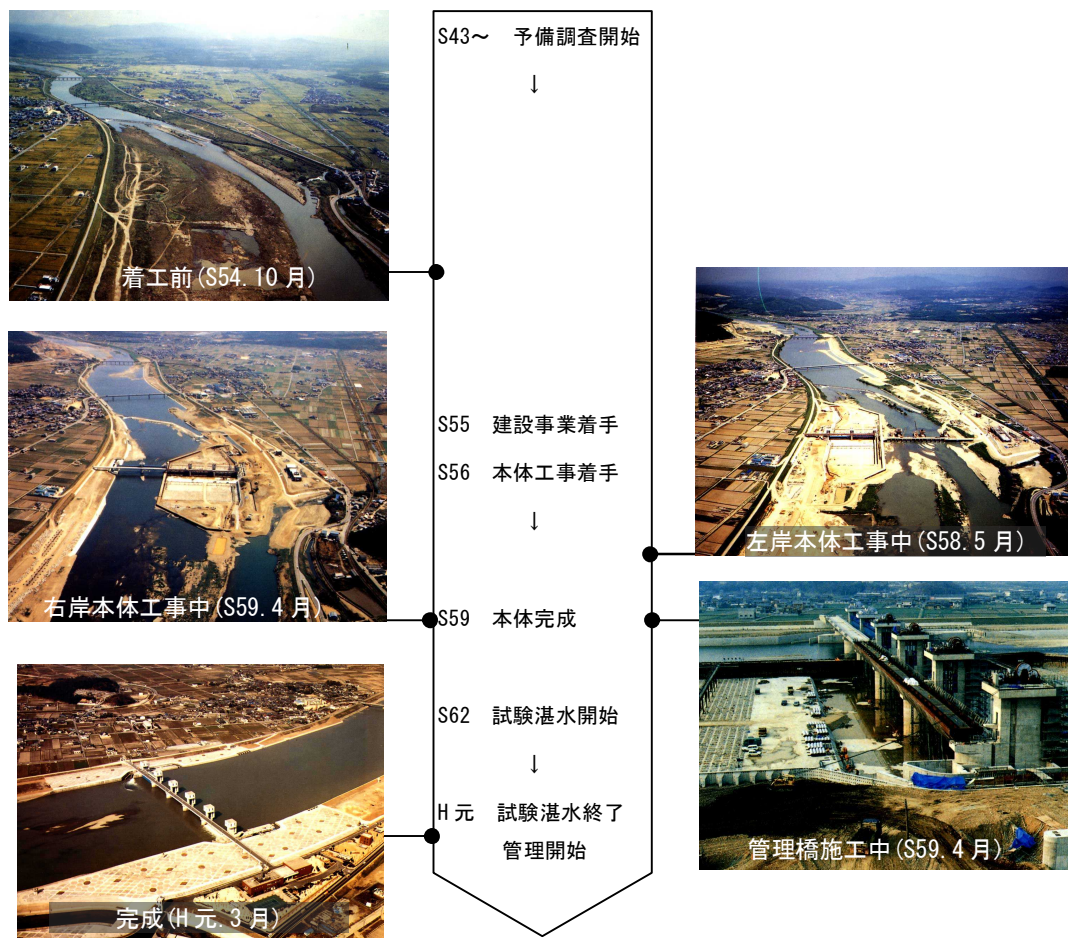 S43～ 予備調査開始
↓
着工前(S54.10月)
S55 建設事業着手
S56 本体工事着手
↓
左岸本体工事中(S58.5月)
右岸本体工事中(S59.4月)
S59 本体完成
S62 試験湛水開始
↓
H元 試験湛水終了
管理開始
管理橋施工中(S59.4月)
完成(H元.3月)